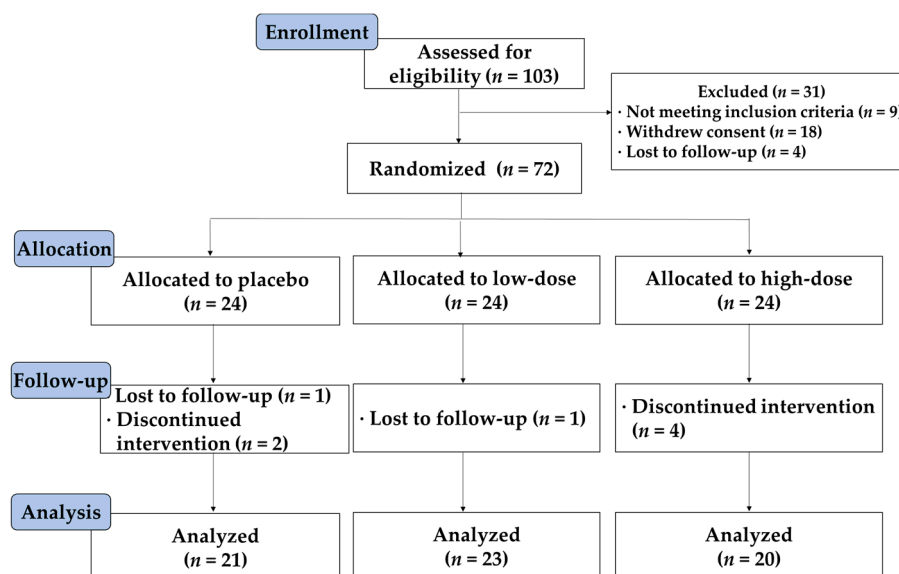 Enrollment
Assessed for
eligibility (n = 103)
Excluded (n = 31)
· Not meeting inclusion criteria (n = 9)
· Withdrew consent (n = 18)
· Lost to follow-up (n = 4)
Randomized (n = 72)
Allocation
Allocated to placebo
(n = 24)
Allocated to low-dose
(n = 24)
Allocated to high-dose
(n = 24)
Follow-up
Lost to follow-up (n = 1)
· Discontinued
intervention (n = 2)
· Lost to follow-up (n = 1)
· Discontinued intervention
(n = 4)
Analysis
Analyzed
(n = 21)
Analyzed
(n = 23)
Analyzed
(n = 20)